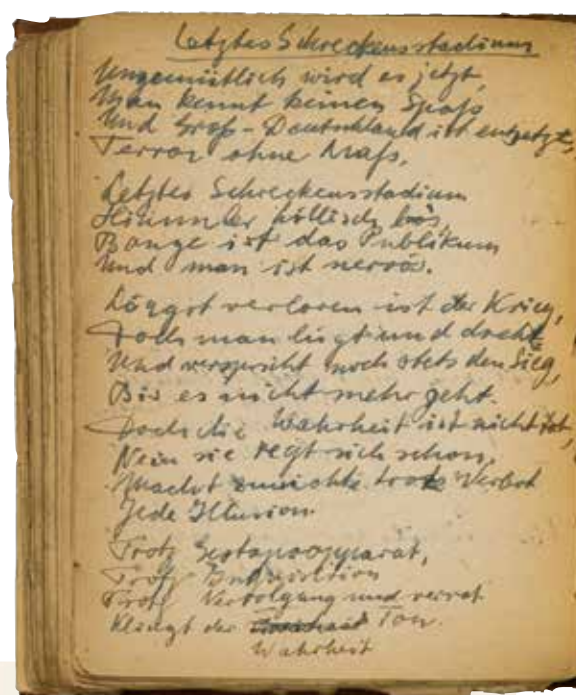 Letztes Schreckensstadium
Ungemütlich wird es jetzt,
Man kennt keinen Spaß
Und Groß-Deutschland ist entsetzt,
Terror ohne Maß.
Letztes Schreckensstadium
Himmler höllisch bös
Bange ist das Publikum
Und man ist nervös.
Längst verloren ist der Krieg,
Doch man lügt und droht
Und verspricht noch stets den Sieg,
Bis es nicht mehr geht.
Doch die Wahrheit ist nicht tot,
Nein sie regt sich schon,
Macht zunichte trotz Verbot
Jede Illusion.
Trotz Gestapoapparat,
Trotz Inquisition
Trotz Verfolgung und verrat
Klingt der Ton.
Wahrheit